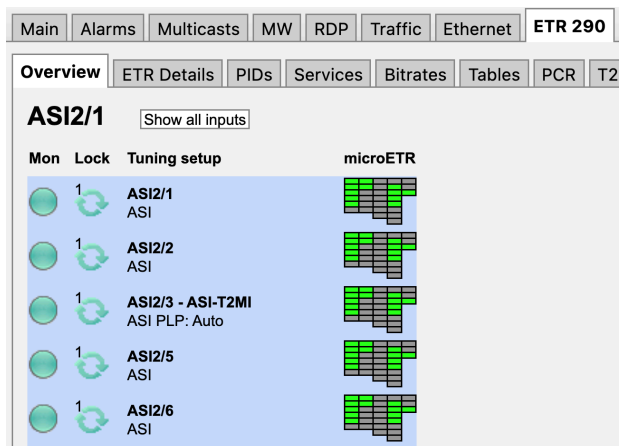 Main Alarms Multicasts MW RDP Traffic Ethernet ETR 290
Overview ETR Details PIDs Services Bitrates Tables PCR T2
ASI2/1 Show all inputs
Mon Lock Tuning setup microETR
1 ASI2/1
ASI
1 ASI2/2
ASI
1 ASI2/3 - ASI-T2MI
ASI PLP: Auto
1 ASI2/5
ASI
1 ASI2/6
ASI